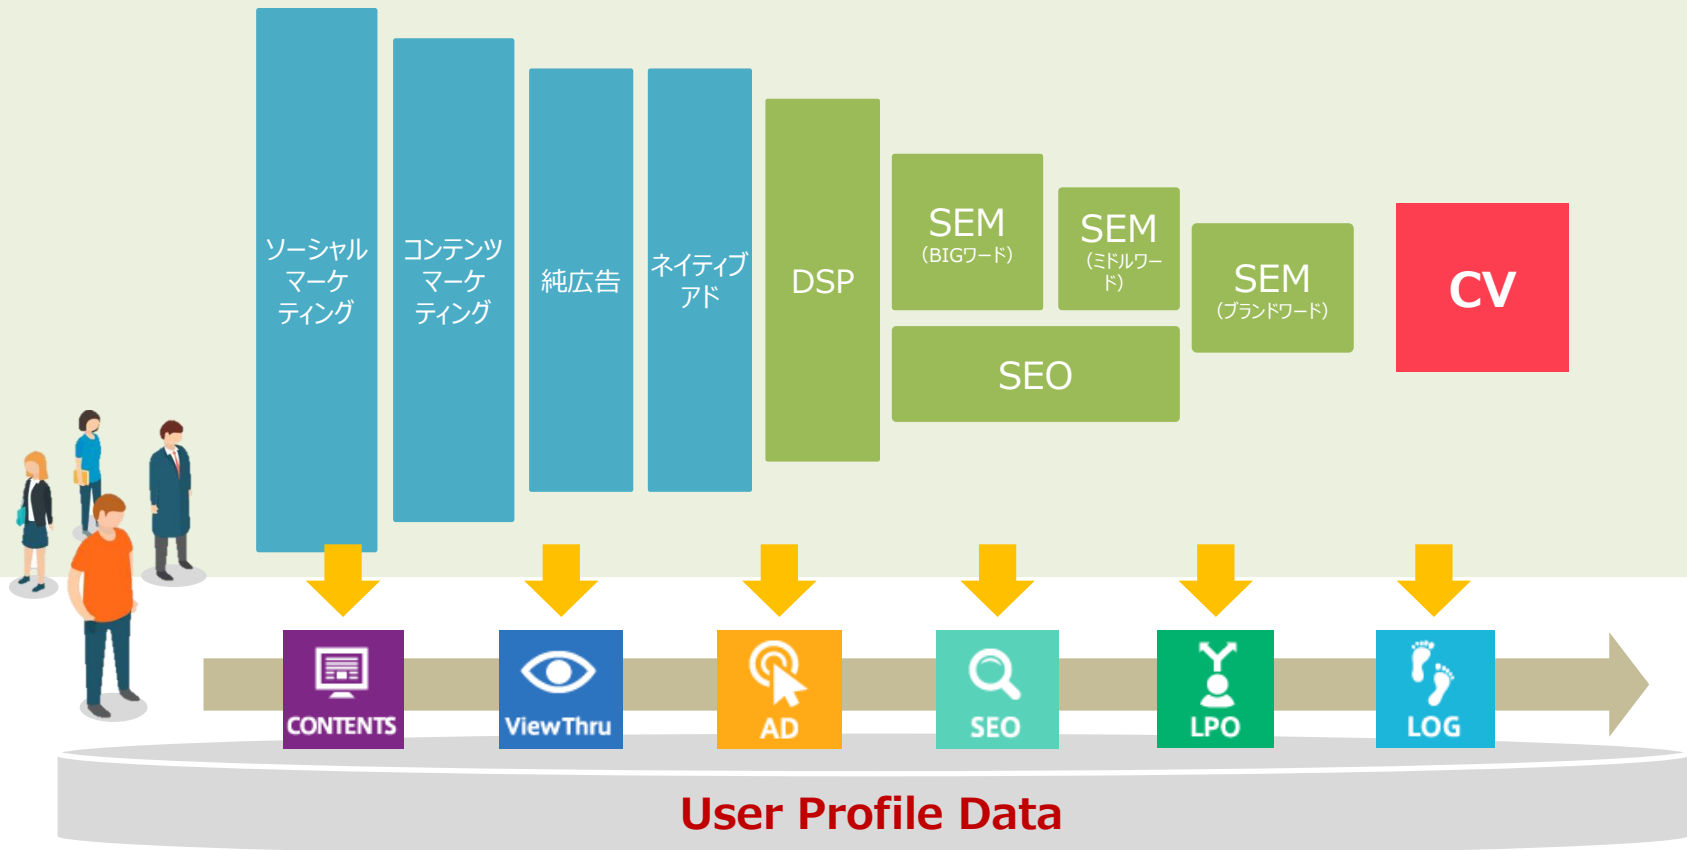 ソーシャル
マーケ
ティング
コンテンツ
マーケ
ティング
純広告
ネイティブ
アド
DSP
SEM
（BIGワード）
SEM
（ミドルワー
ド）
SEM
（ブランドワード）
SEO
CV
CONTENTS
ViewThru
AD
SEO
LPO
LOG
User Profile Data